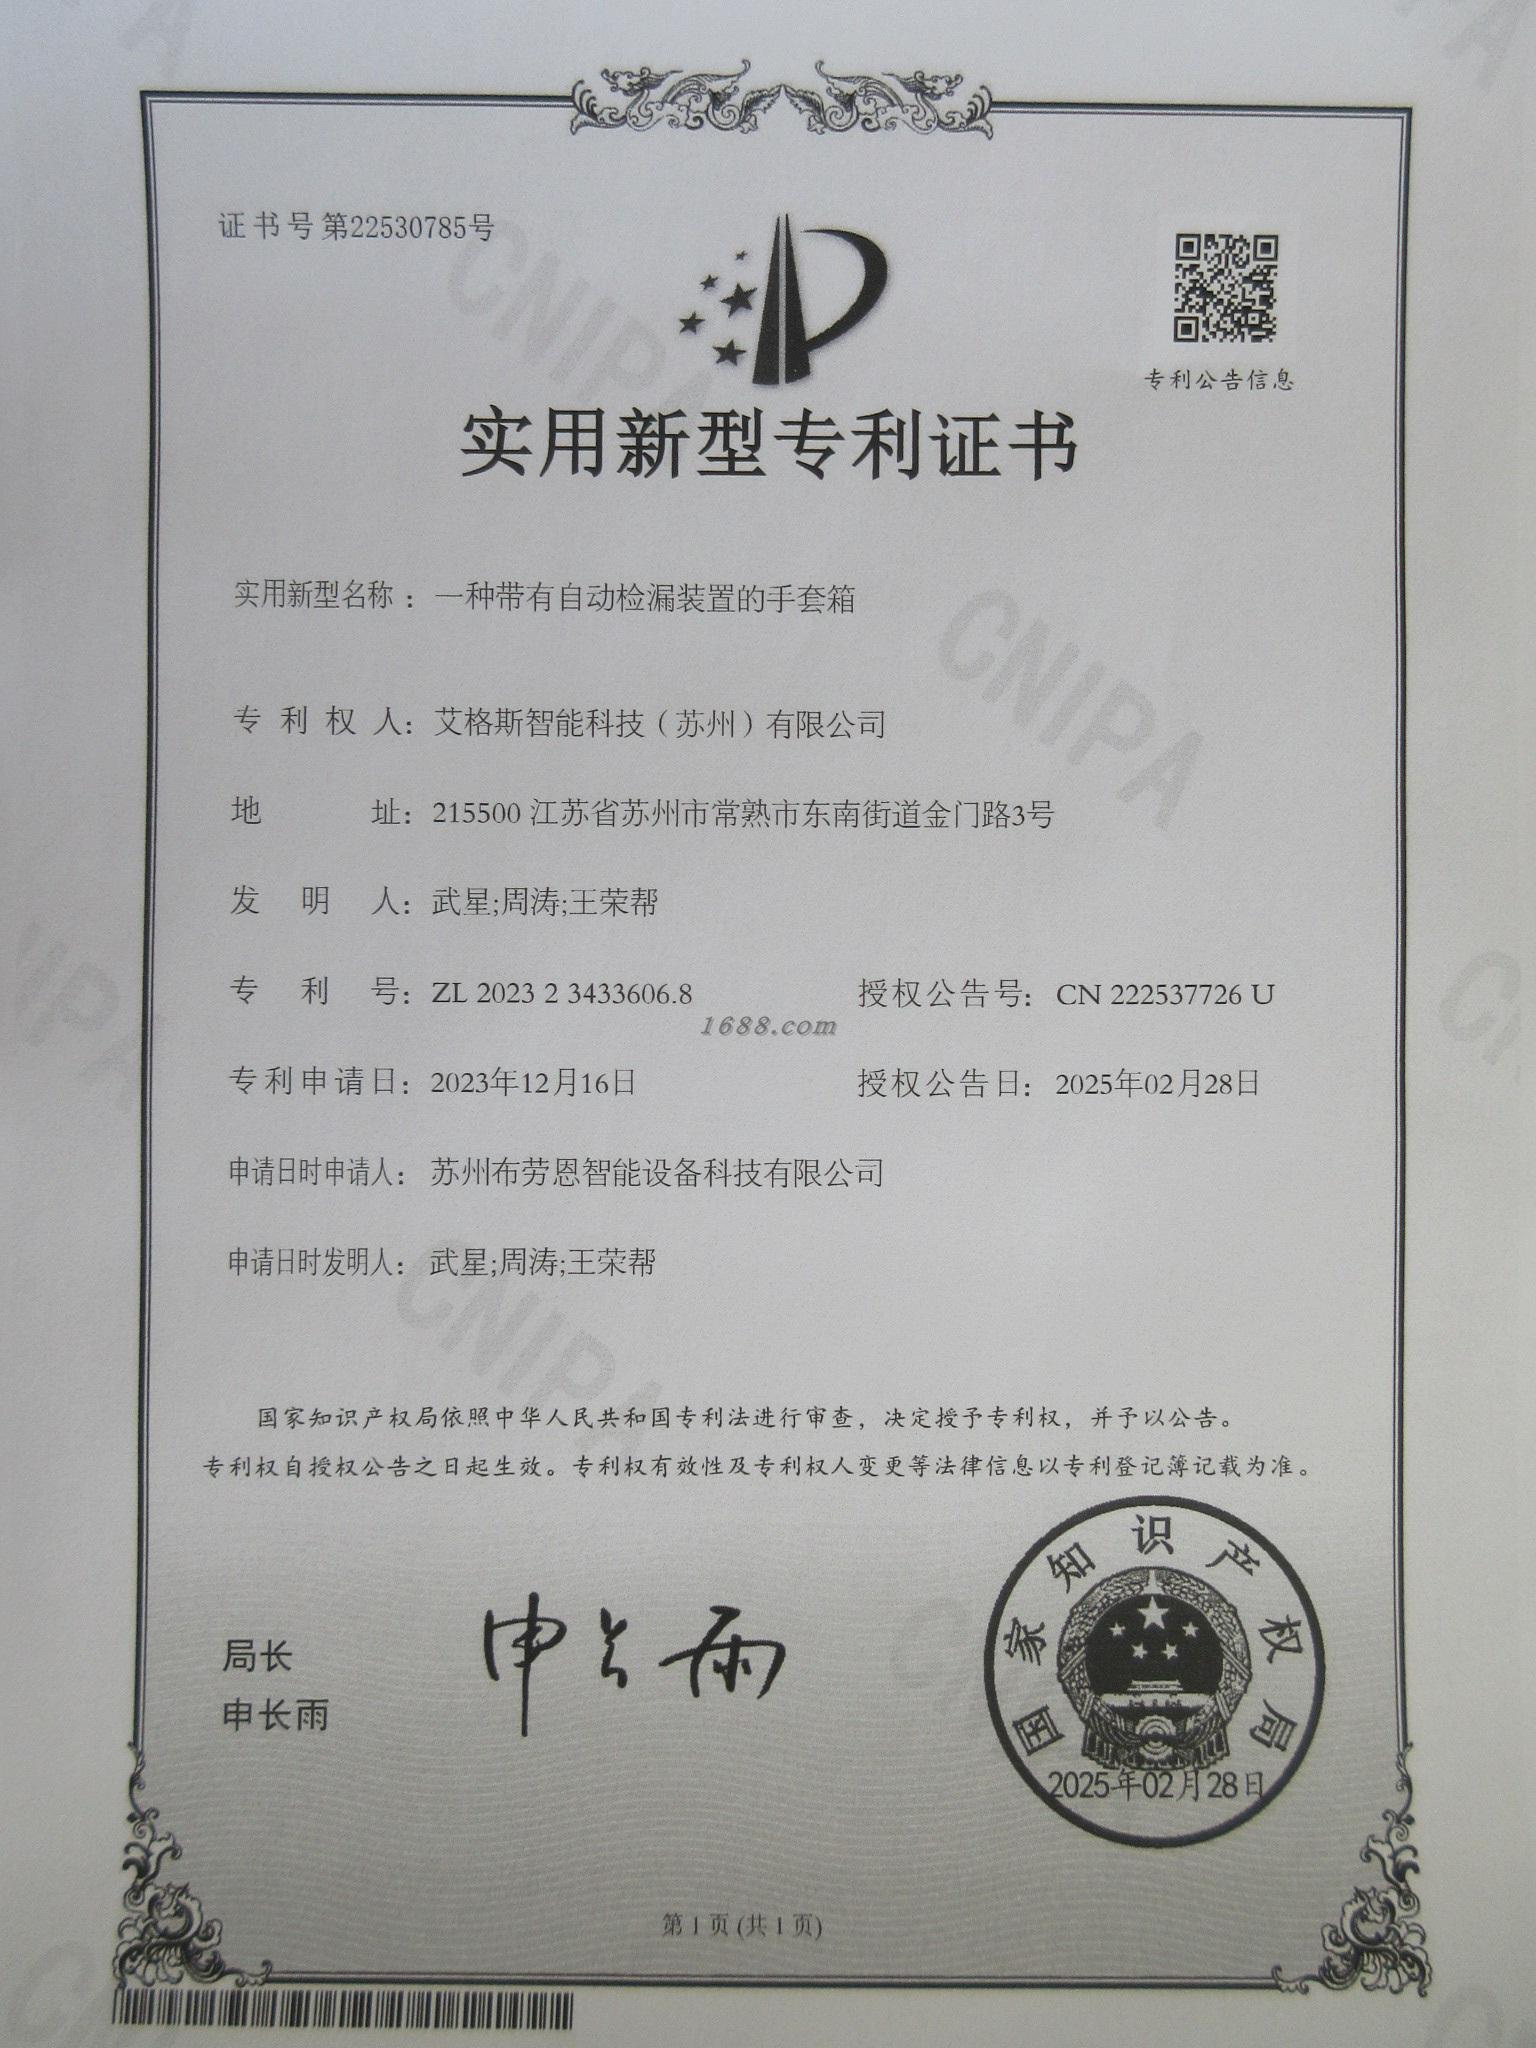 证书号第22530785号
专利公告信息
实用新型专利证书
实用新型名称：一种带有自动检漏装置的手套箱
专利权人：艾格斯智能科技（苏州）有限公司
地址：215500 江苏省苏州市常熟市东南街道金门路3号
发明人：武星;周涛;王荣帮
专利号：ZL 2023 2 3433606.8 授权公告号：CN 222537726 U
1688.com
专利申请日：2023年12月16日 授权公告日：2025年02月28日
申请日时申请人：苏州布劳恩智能设备科技有限公司
申请日时发明人：武星;周涛;王荣帮
国家知识产权局依照中华人民共和国专利法进行审查，决定授予专利权，并予以公告。
专利权自授权公告之日起生效。专利权有效性及专利权人变更等法律信息以专利登记簿记载为准。
局长
申长雨
申长雨
国家知识产权局
2025年02月28日
第 1 页 (共 1 页)
CNIPA
CNIPA
CNIPA